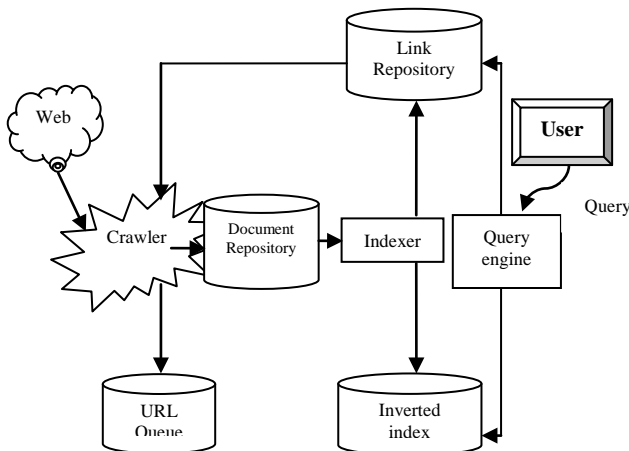 Link
Repository
Web
User
Query
Crawler
Document
Repository
Indexer
Query
engine
URL
Queue
Inverted
index